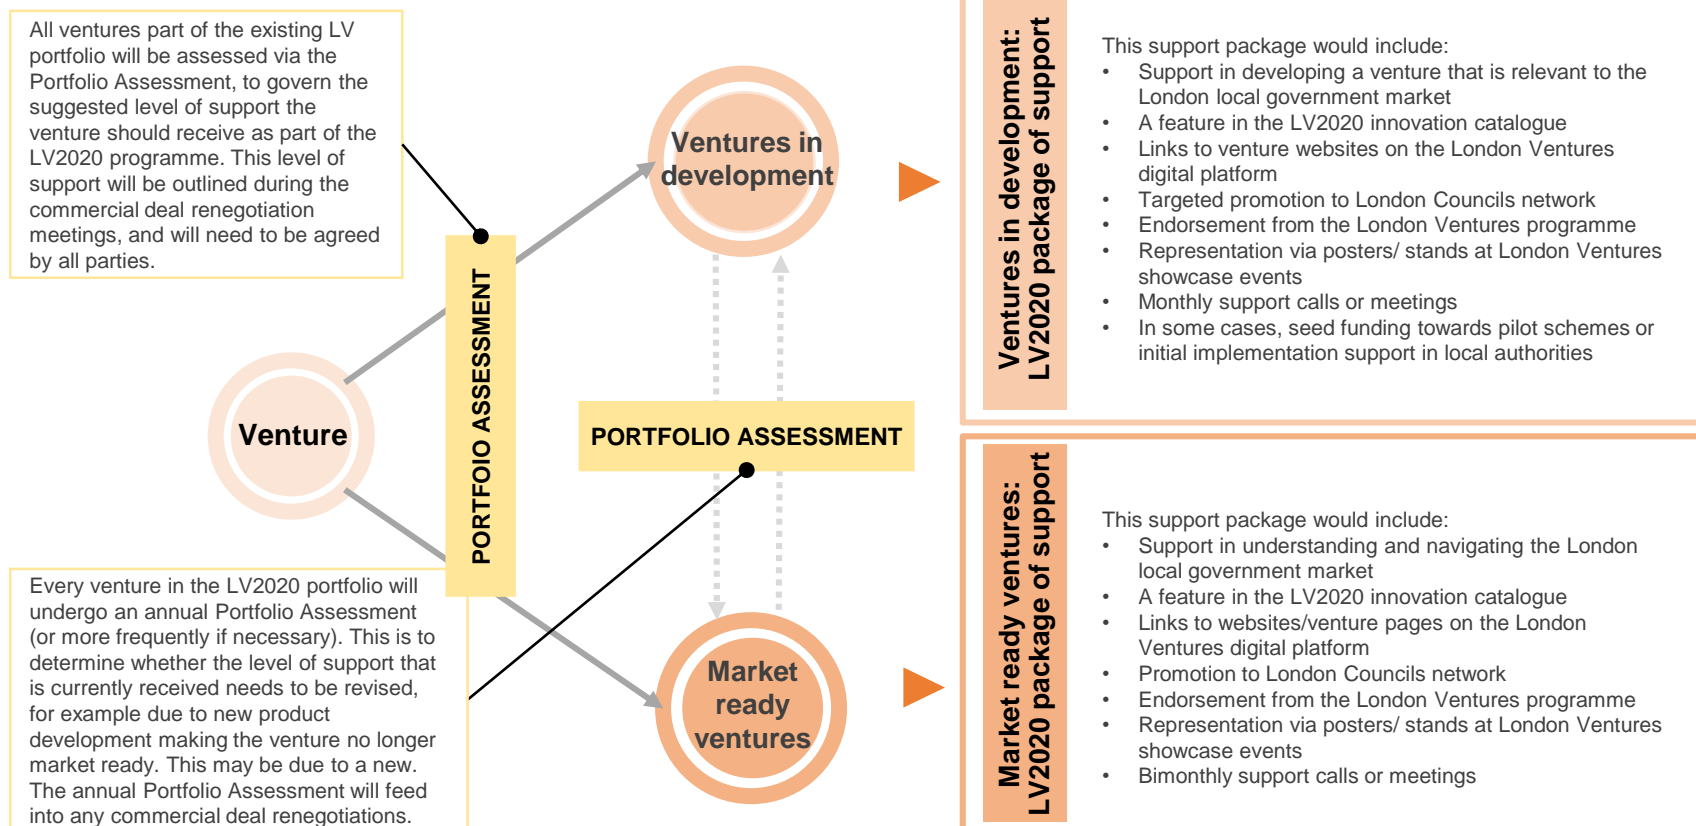 All ventures part of the existing LV
portfolio will be assessed via the
Portfolio Assessment, to govern the
suggested level of support the
venture should receive as part of the
LV2020 programme. This level of
support will be outlined during the
commercial deal renegotiation
meetings, and will need to be agreed
by all parties.
Venture
PORTFOIO ASSESSMENT
Every venture in the LV2020 portfolio will
undergo an annual Portfolio Assessment
(or more frequently if necessary). This is to
determine whether the level of support that
is currently received needs to be revised,
for example due to new product
development making the venture no longer
market ready. This may be due to a new.
The annual Portfolio Assessment will feed
into any commercial deal renegotiations.
Ventures in
development
PORTFOLIO ASSESSMENT
Market
ready
ventures
Ventures in development:
LV2020 package of support
This support package would include:
• Support in developing a venture that is relevant to the
London local government market
• A feature in the LV2020 innovation catalogue
• Links to venture websites on the London Ventures
digital platform
• Targeted promotion to London Councils network
• Endorsement from the London Ventures programme
• Representation via posters/ stands at London Ventures
showcase events
• Monthly support calls or meetings
• In some cases, seed funding towards pilot schemes or
initial implementation support in local authorities
Market ready ventures:
LV2020 package of support
This support package would include:
• Support in understanding and navigating the London
local government market
• A feature in the LV2020 innovation catalogue
• Links to websites/venture pages on the London
Ventures digital platform
• Promotion to London Councils network
• Endorsement from the London Ventures programme
• Representation via posters/ stands at London Ventures
showcase events
• Bimonthly support calls or meetings